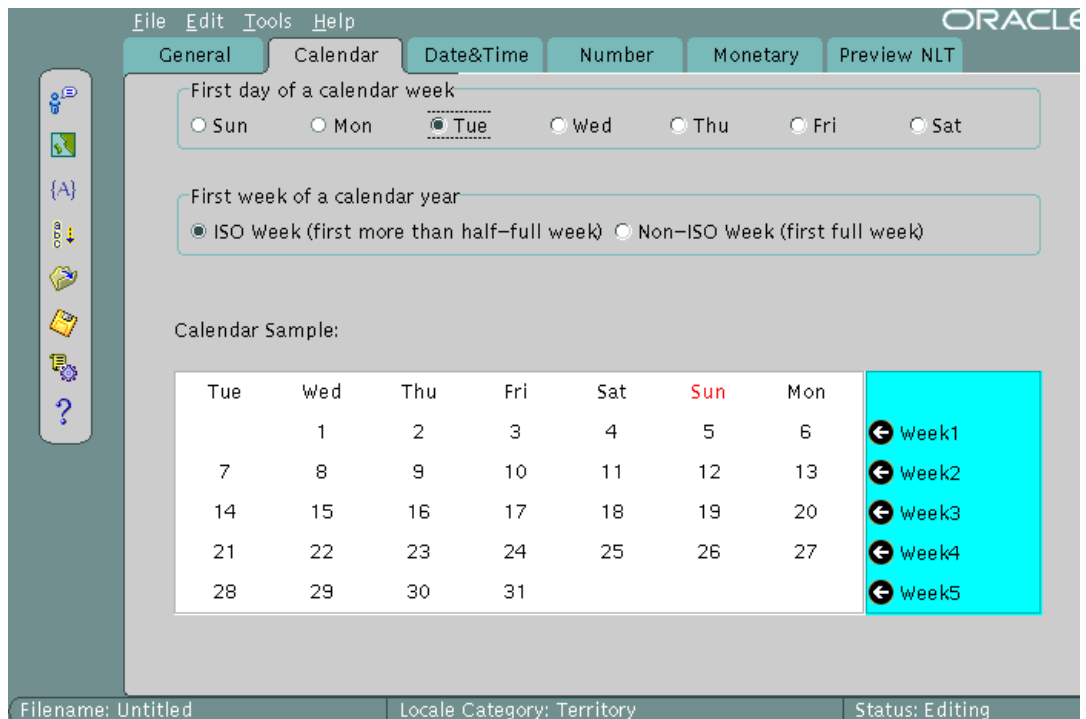 File Edit Tools Help
ORACLE
General Calendar Date&Time Number Monetary Preview NLT
First day of a calendar week
Sun Mon Tue Wed Thu Fri Sat
{A}
a
b
c
First week of a calendar year
ISO Week (first more than half-full week) Non-ISO Week (first full week)
Calendar Sample:
?
Tue Wed Thu Fri Sat Sun Mon
1 2 3 4 5 6 Week1
7 8 9 10 11 12 13 Week2
14 15 16 17 18 19 20 Week3
21 22 23 24 25 26 27 Week4
28 29 30 31 Week5
Filename: Untitled Locale Category: Territory Status: Editing